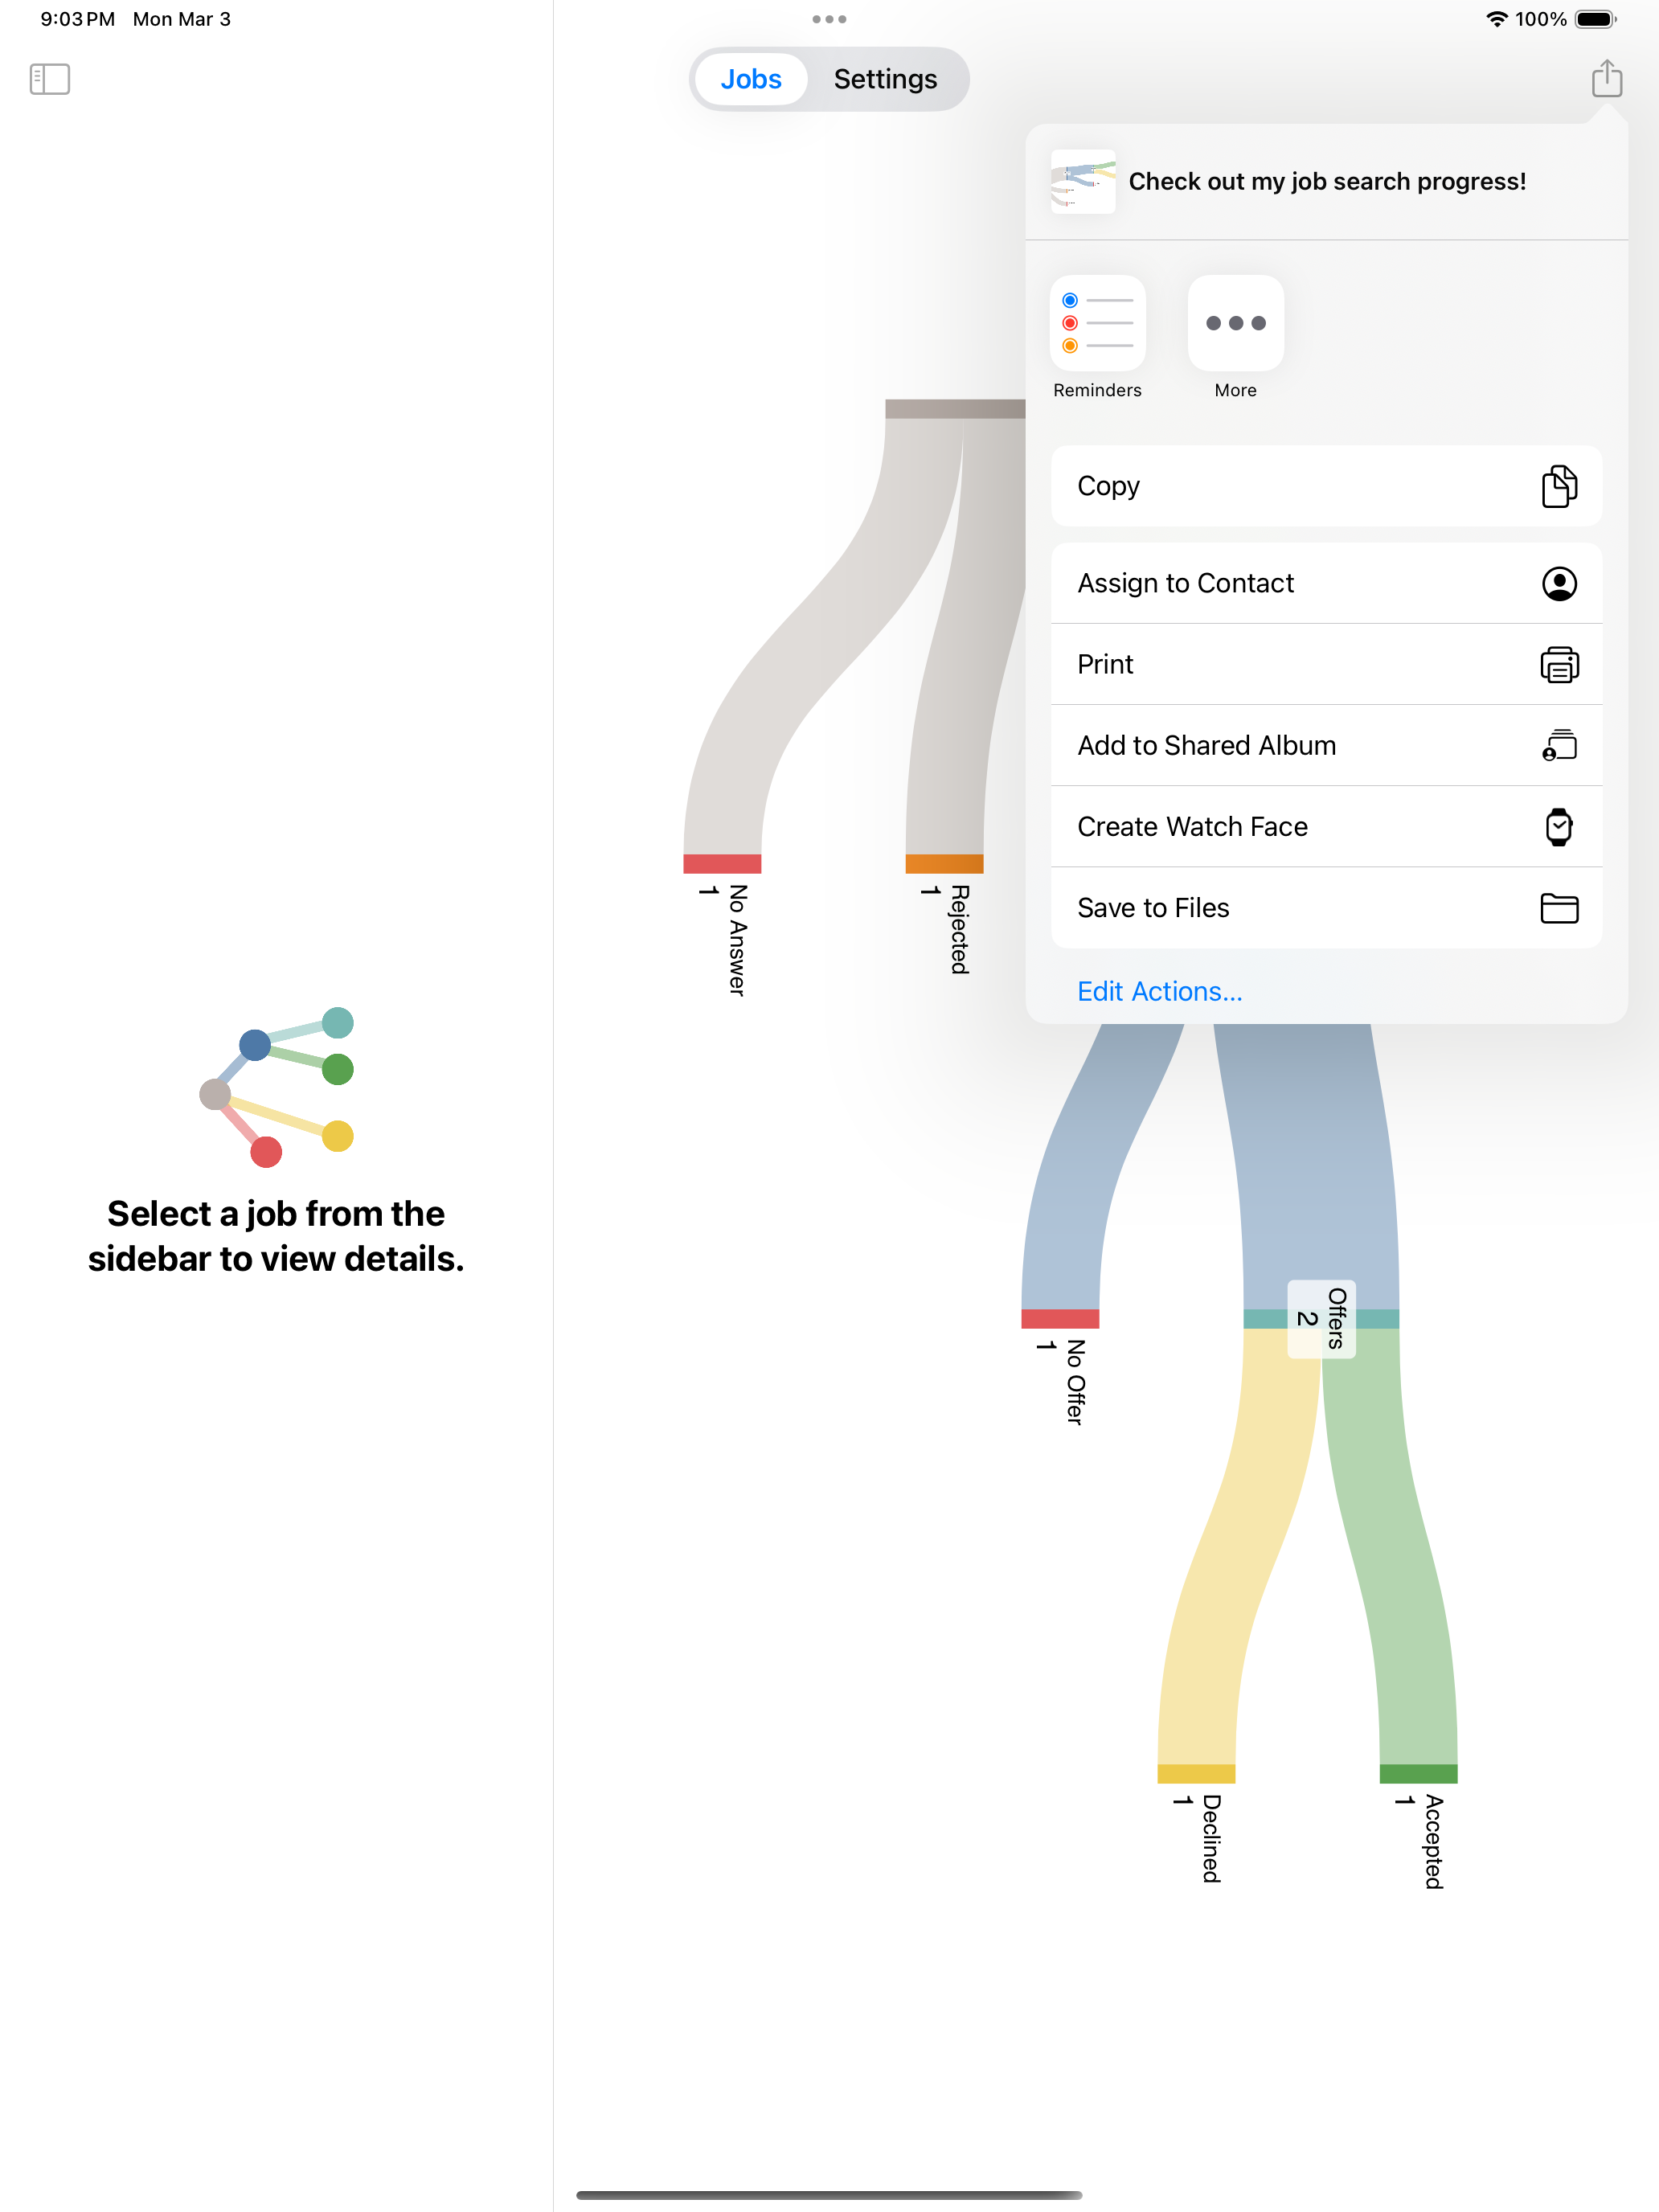 9:03 PM Mon Mar 3
100%
Jobs
Settings
Check out my job search progress!
Reminders
More
Copy
Assign to Contact
Print
Add to Shared Album
Create Watch Face
Save to Files
Edit Actions...
No Answer
1
Rejected
1
Select a job from the
sidebar to view details.
Offers
2
No Offer
1
Declined
1
Accepted
1